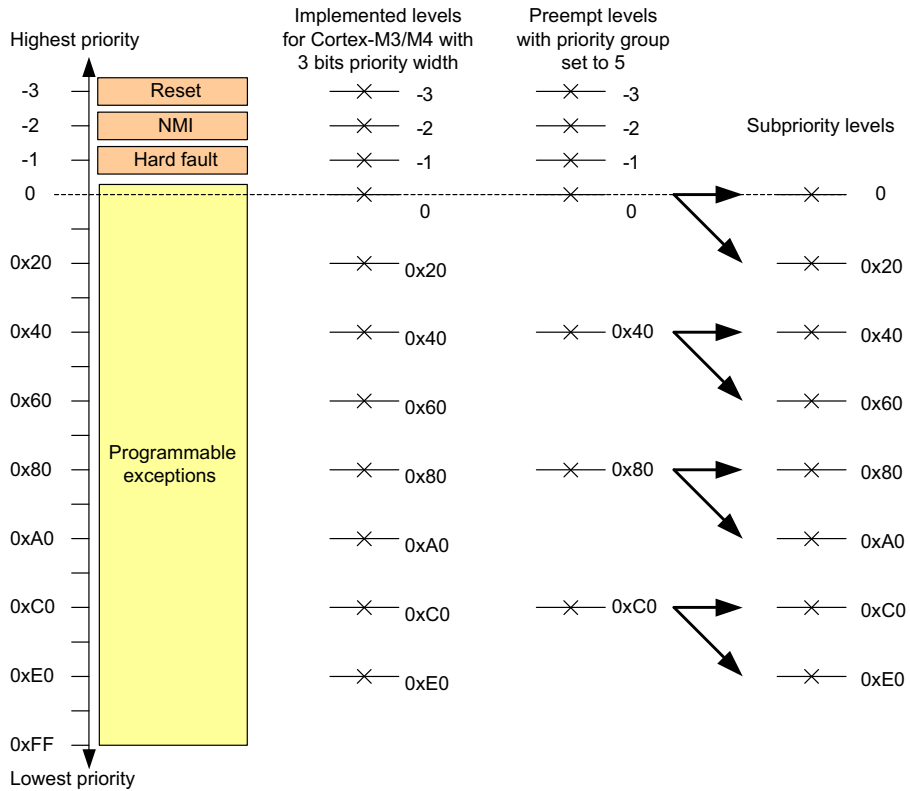 Highest priority
Implemented levels
for Cortex-M3/M4 with
3 bits priority width
Preempt levels
with priority group
set to 5
Subpriority levels
-3 Reset -3 -3
-2 NMI -2 -2
-1 Hard fault -1 -1
0 0 0 0
0x20 0x20 0x20
0x40 0x40 0x40 0x40
0x60 0x60 0x60
Programmable
exceptions
0x80 0x80 0x80 0x80
0xA0 0xA0 0xA0
0xC0 0xC0 0xC0 0xC0
0xE0 0xE0 0xE0
0xFF
Lowest priority